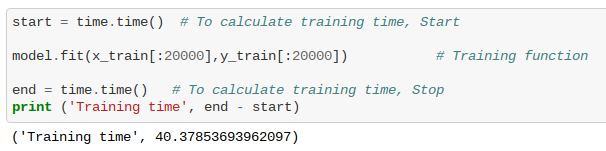 start = time.time()  # To calculate training time, Start
model.fit(x_train[:20000],y_train[:20000])           # Training function
end = time.time()   # To calculate training time, Stop
print ('Training time', end - start)
('Training time', 40.37853693962097)